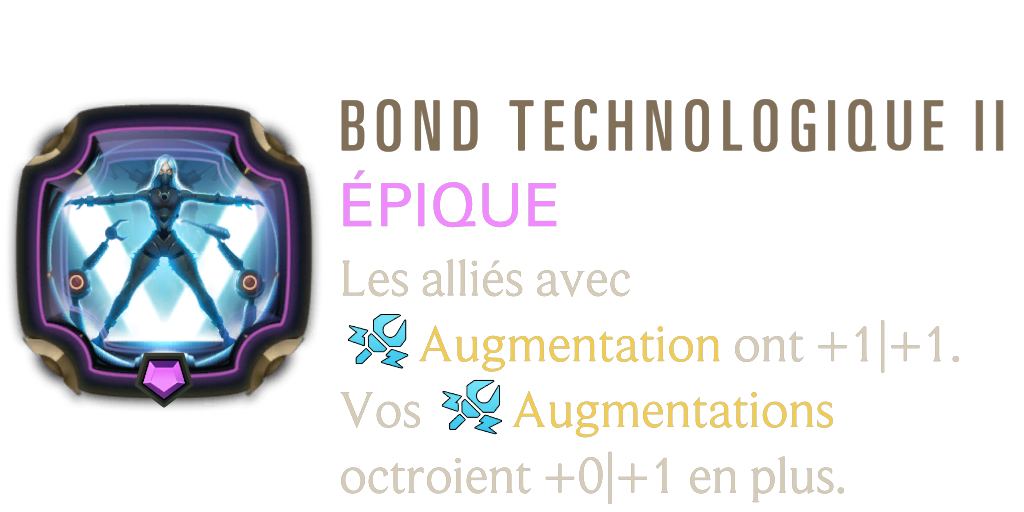 BOND TECHNOLOGIQUE II
ÉPIQUE
Les alliés avec
Augmentation ont +1|+1.
Vos Augmentations
octroient +0|+1 en plus.